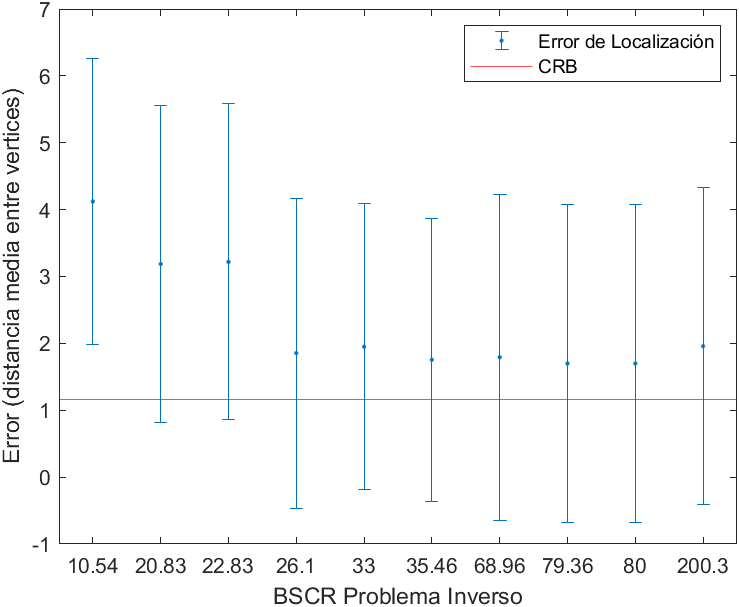 7
6
5
4
3
2
1
0
-1
Error (distancia media entre vertices)
Error de Localización
CRB
10.54 20.83 22.83 26.1 33 35.46 68.96 79.36 80 200.3
BSCR Problema Inverso